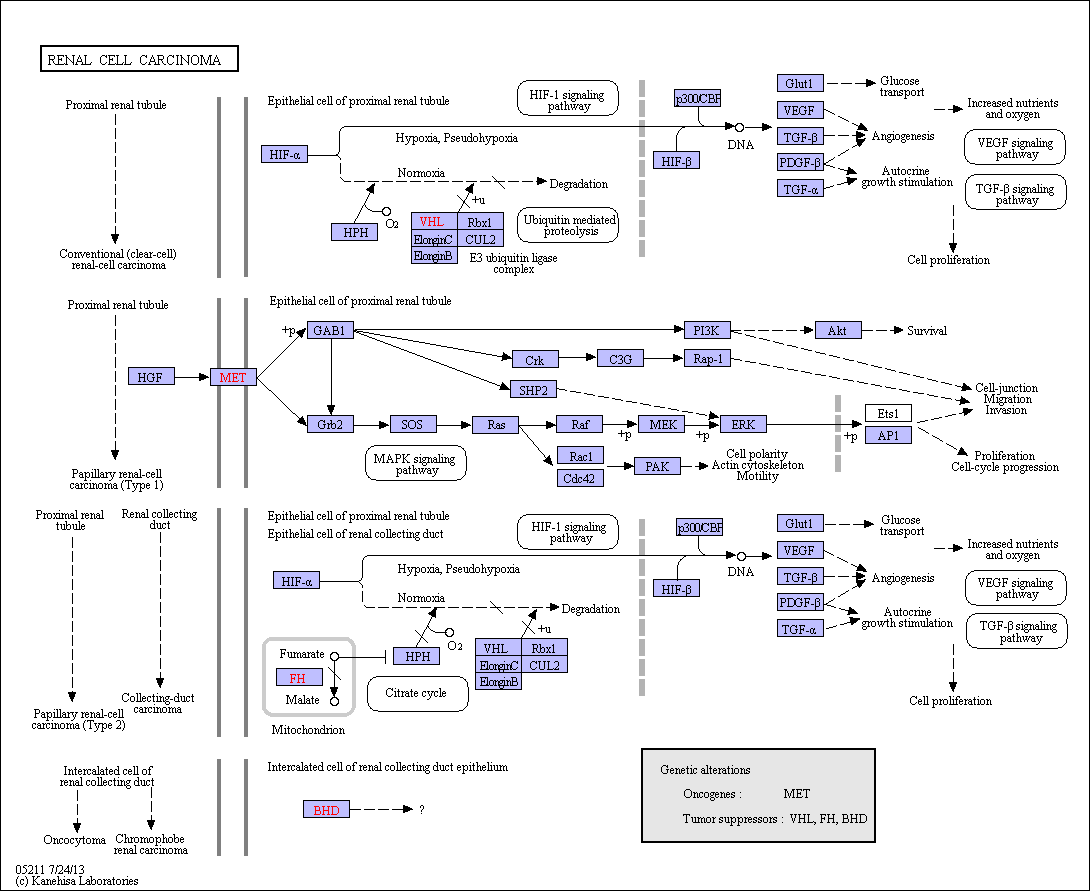 RENAL CELL CARCINOMA
Proximal renal tubule
Conventional (clear-cell)
renal-cell carcinoma
Epithelial cell of proximal renal tubule
HIF-1 signaling
pathway
HIF-α
Hypoxia, Pseudohypoxia
Normoxia
Degradation
HPH
O2
+u
VHL
Rbx1
ElonginC
CUL2
ElonginB
E3 ubiquitin ligase
complex
Ubiquitin mediated
proteolysis
p300/CBP
HIF-β
DNA
Glut1
VEGF
TGF-β
PDGF-β
TGF-α
Glucose
transport
Angiogenesis
Autocrine
growth stimulation
Increased nutrients
and oxygen
VEGF signaling
pathway
TGF-β signaling
pathway
Cell proliferation
Proximal renal tubule
Papillary renal-cell
carcinoma (Type 1)
Epithelial cell of proximal renal tubule
HGF
MET
+p
GAB1
PI3K
Akt
Survival
Crk
C3G
Rap-1
SHP2
Cell-junction
Migration
Invasion
Grb2
SOS
Ras
Raf
+p
MEK
+p
ERK
+p
Ets1
AP1
MAPK signaling
pathway
Rac1
Cdc42
PAK
Cell polarity
Actin cytoskeleton
Motility
Proliferation
Cell-cycle progression
Proximal renal
tubule
Renal collecting
duct
Papillary renal-cell
carcinoma (Type 2)
Collecting-duct
carcinoma
Epithelial cell of proximal renal tubule
Epithelial cell of renal collecting duct
HIF-1 signaling
pathway
HIF-α
Hypoxia, Pseudohypoxia
Normoxia
Degradation
Fumarate
FH
Malate
Mitochondrion
HPH
O2
+u
Citrate cycle
VHL
Rbx1
ElonginC
CUL2
ElonginB
p300/CBP
HIF-β
DNA
Glut1
VEGF
TGF-β
PDGF-β
TGF-α
Glucose
transport
Angiogenesis
Autocrine
growth stimulation
Increased nutrients
and oxygen
VEGF signaling
pathway
TGF-β signaling
pathway
Cell proliferation
Intercalated cell of
renal collecting duct
Oncocytoma
Chromophobe
renal carcinoma
Intercalated cell of renal collecting duct epithelium
BHD
?
Genetic alterations
Oncogenes : MET
Tumor suppressors : VHL, FH, BHD
05211 7/24/13
(c) Kanehisa Laboratories